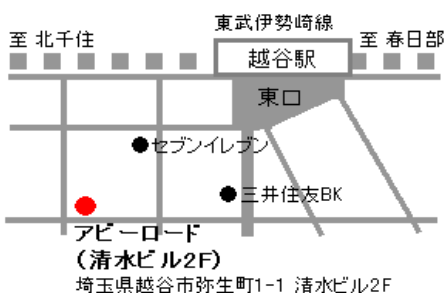 東武伊勢崎線
至 北千住
越谷駅
至 春日部
東口
セブンイレブン
三井住友BK
アビーロード
(清水ビル2F)
埼玉県越谷市弥生町1-1 清水ビル2F